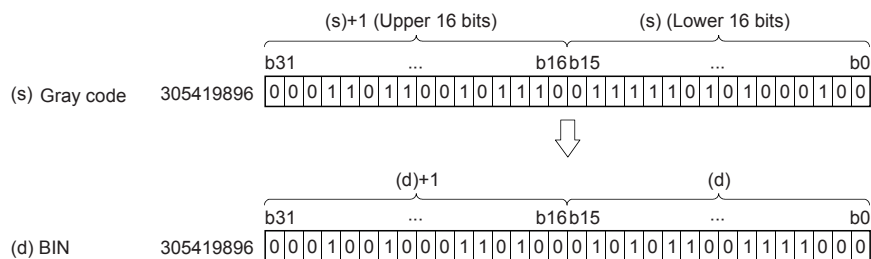 (s)+1 (Upper 16 bits) (s) (Lower 16 bits)
b31 ... b16 b15 ... b0
(s) Gray code 305419896 0 0 0 1 1 0 1 1 0 0 1 0 1 1 1 0 0 1 1 1 1 1 0 1 0 1 0 0 0 1 0 0
(d)+1 (d)
b31 ... b16 b15 ... b0
(d) BIN 305419896 0 0 0 1 0 0 1 0 0 0 1 1 0 1 0 0 0 1 0 1 0 1 1 0 0 1 1 1 1 0 0 0